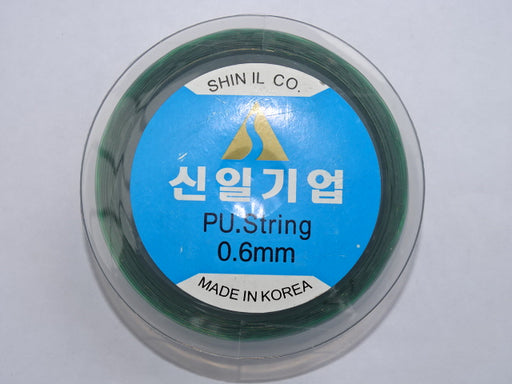 SHIN IL CO.
신일기업
PU.String
0.6mm
MADE IN KOREA